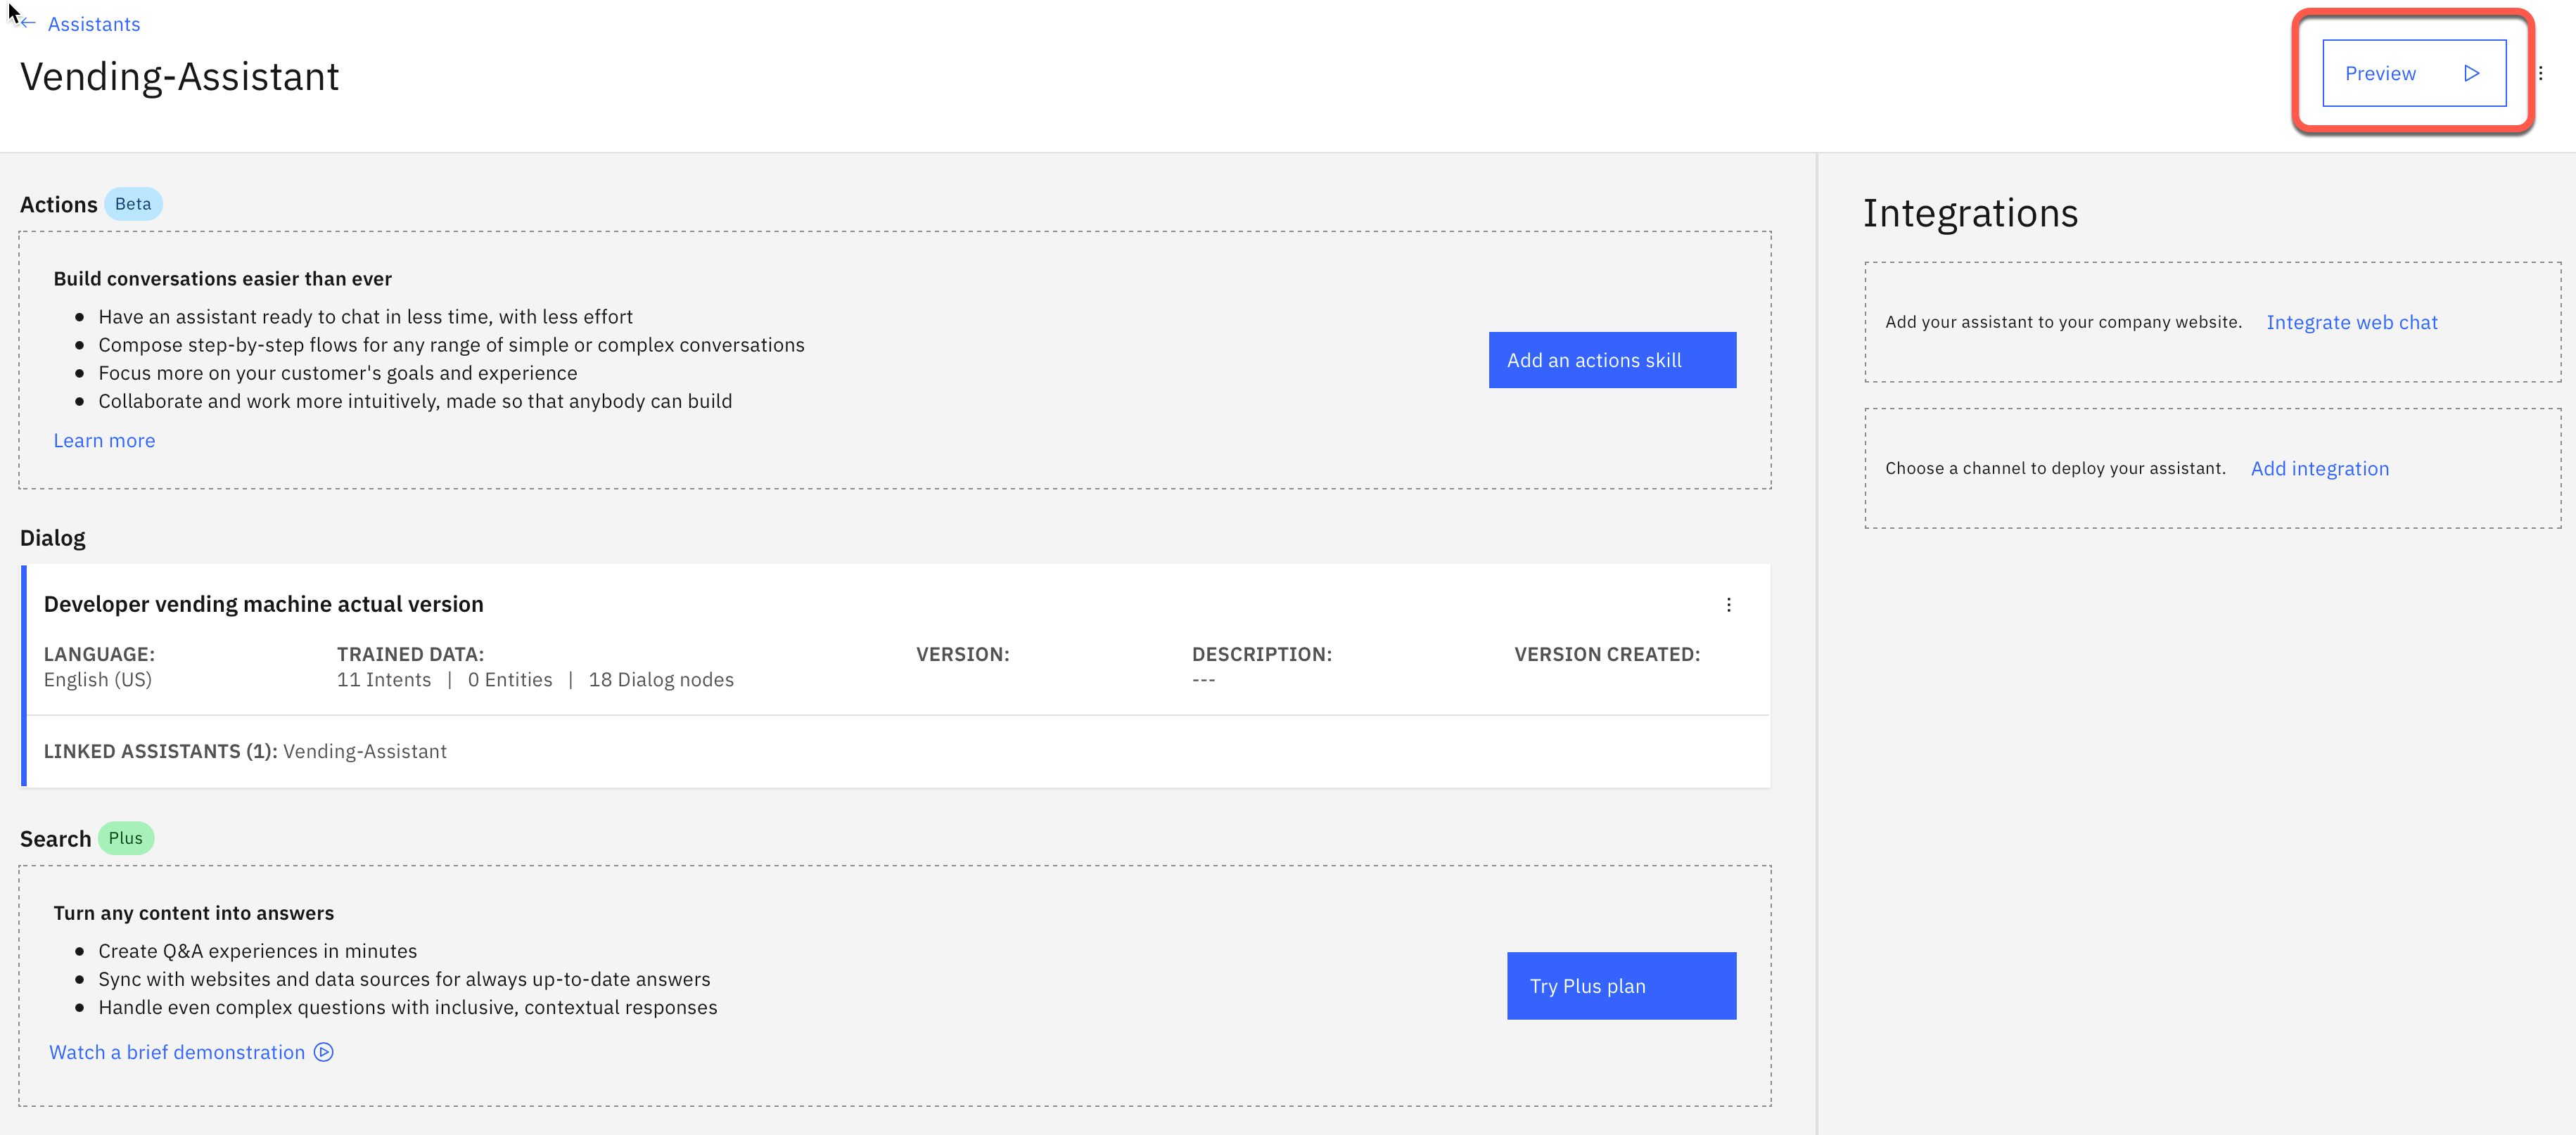 Assistants
Vending-Assistant
Preview
Actions Beta
Build conversations easier than ever
Have an assistant ready to chat in less time, with less effort
Compose step-by-step flows for any range of simple or complex conversations
Focus more on your customer's goals and experience
Collaborate and work more intuitively, made so that anybody can build
Learn more
Add an actions skill
Dialog
Developer vending machine actual version
LANGUAGE: TRAINED DATA: VERSION: DESCRIPTION: VERSION CREATED:
English (US) 11 Intents | 0 Entities | 18 Dialog nodes ---
LINKED ASSISTANTS (1): Vending-Assistant
Search Plus
Turn any content into answers
Create Q&A experiences in minutes
Sync with websites and data sources for always up-to-date answers
Handle even complex questions with inclusive, contextual responses
Watch a brief demonstration
Try Plus plan
Integrations
Add your assistant to your company website. Integrate web chat
Choose a channel to deploy your assistant. Add integration